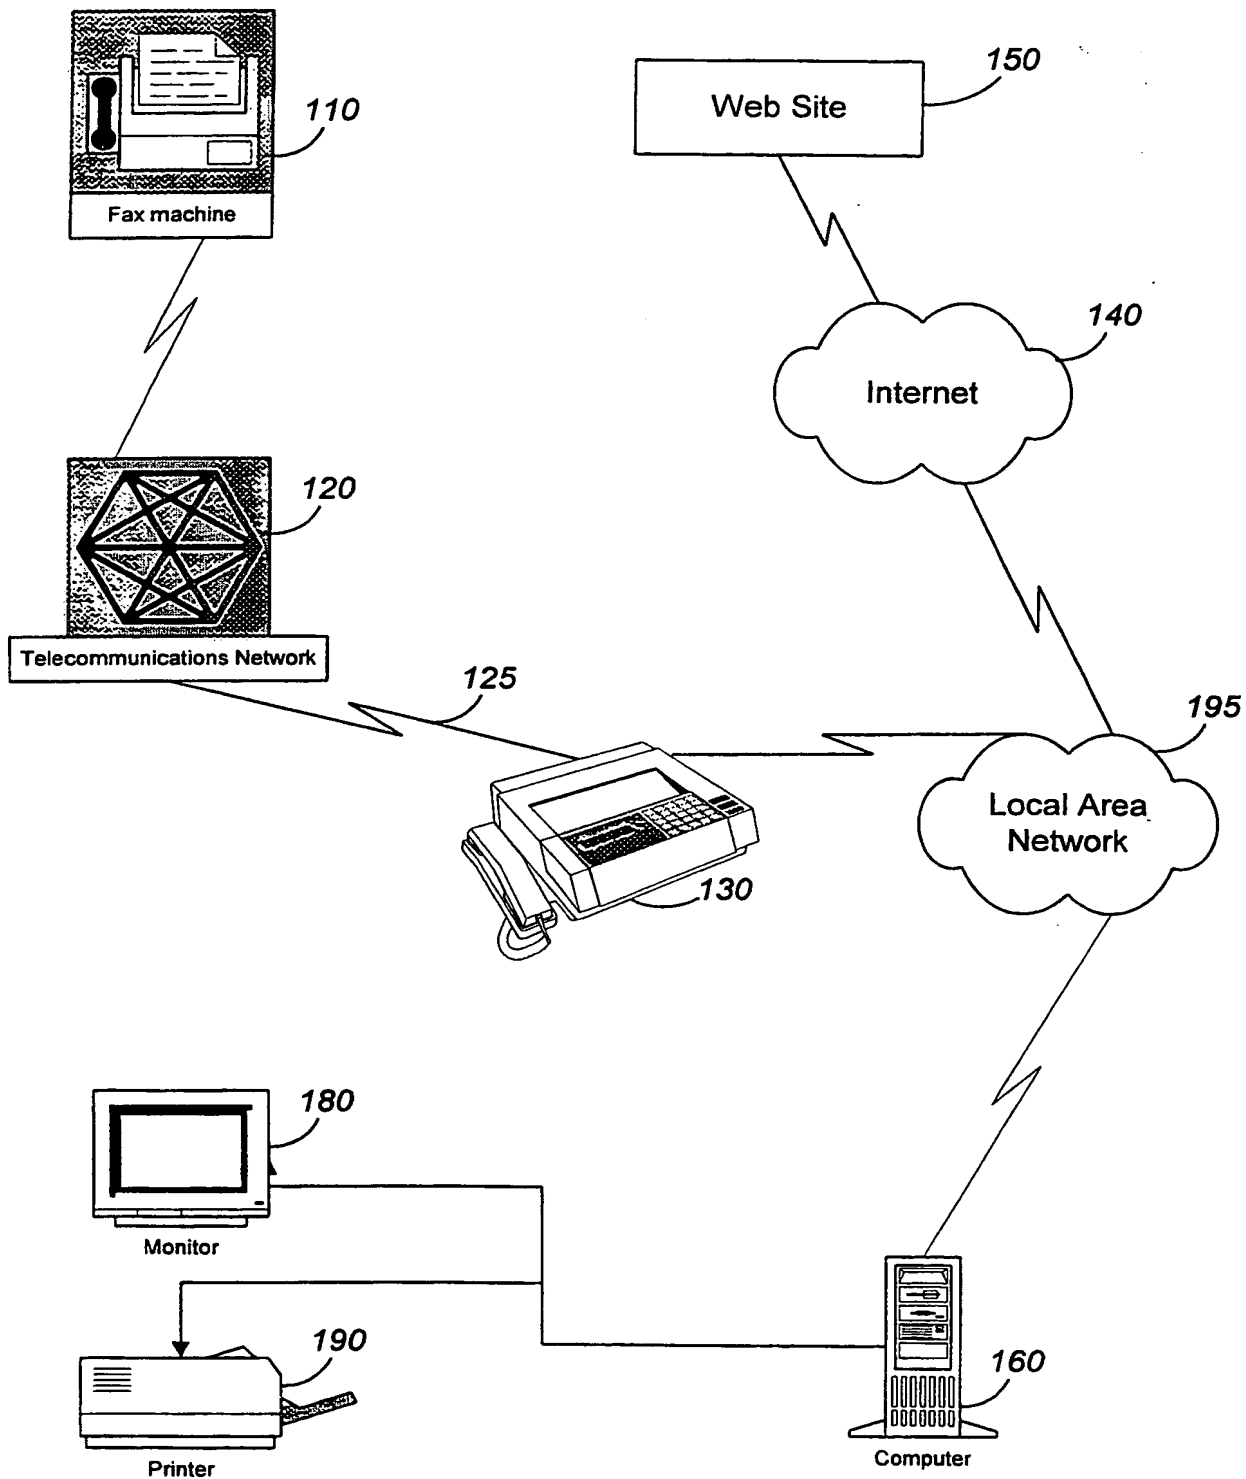 150
Web Site
110
Fax machine
140
Internet
120
Telecommunications Network
125
195
Local Area
Network
130
180
Monitor
190
160
Computer
Printer